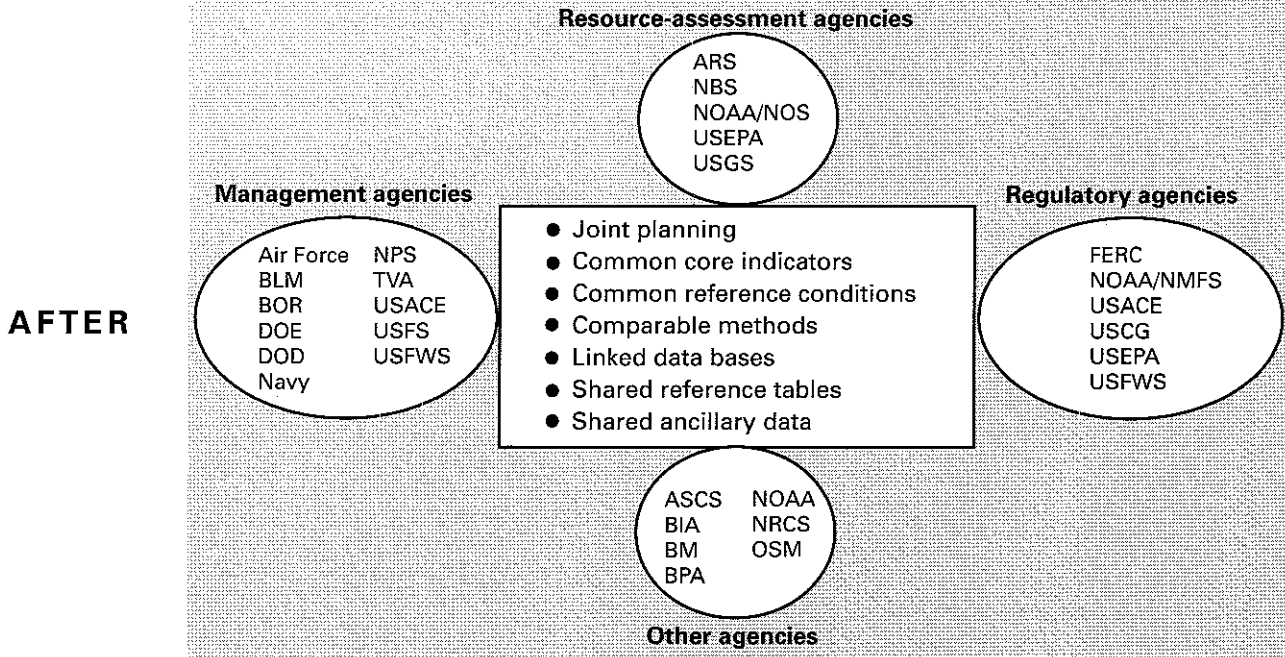 Resource-assessment agencies
ARS
NBS
NOAA/NOS
USEPA
USGS
Management agencies
Air Force NPS
BLM TVA
BOR USACE
DOE USFS
DOD USFWS
Navy
AFTER
● Joint planning
● Common core indicators
● Common reference conditions
● Comparable methods
● Linked data bases
● Shared reference tables
● Shared ancillary data
Regulatory agencies
FERC
NOAA/NMFS
USACE
USCG
USEPA
USFWS
ASCS NOAA
BIA NRCS
BM OSM
BPA
Other agencies